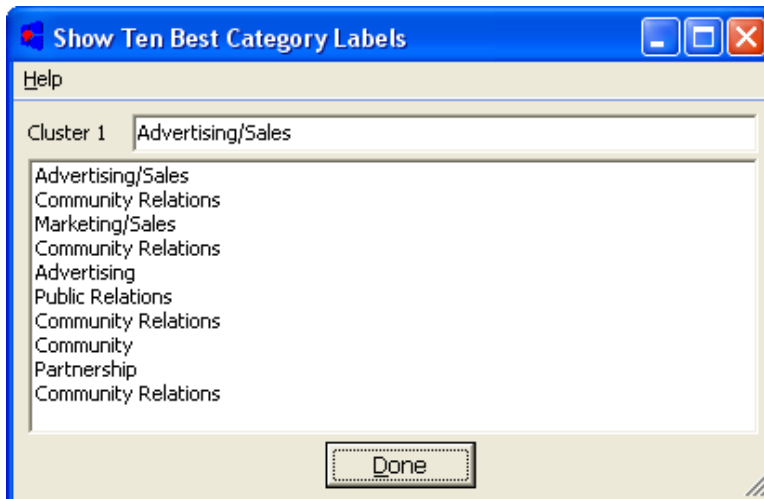 Show Ten Best Category Labels
Help
Cluster 1 Advertising/Sales
Advertising/Sales
Community Relations
Marketing/Sales
Community Relations
Advertising
Public Relations
Community Relations
Community
Partnership
Community Relations
Done